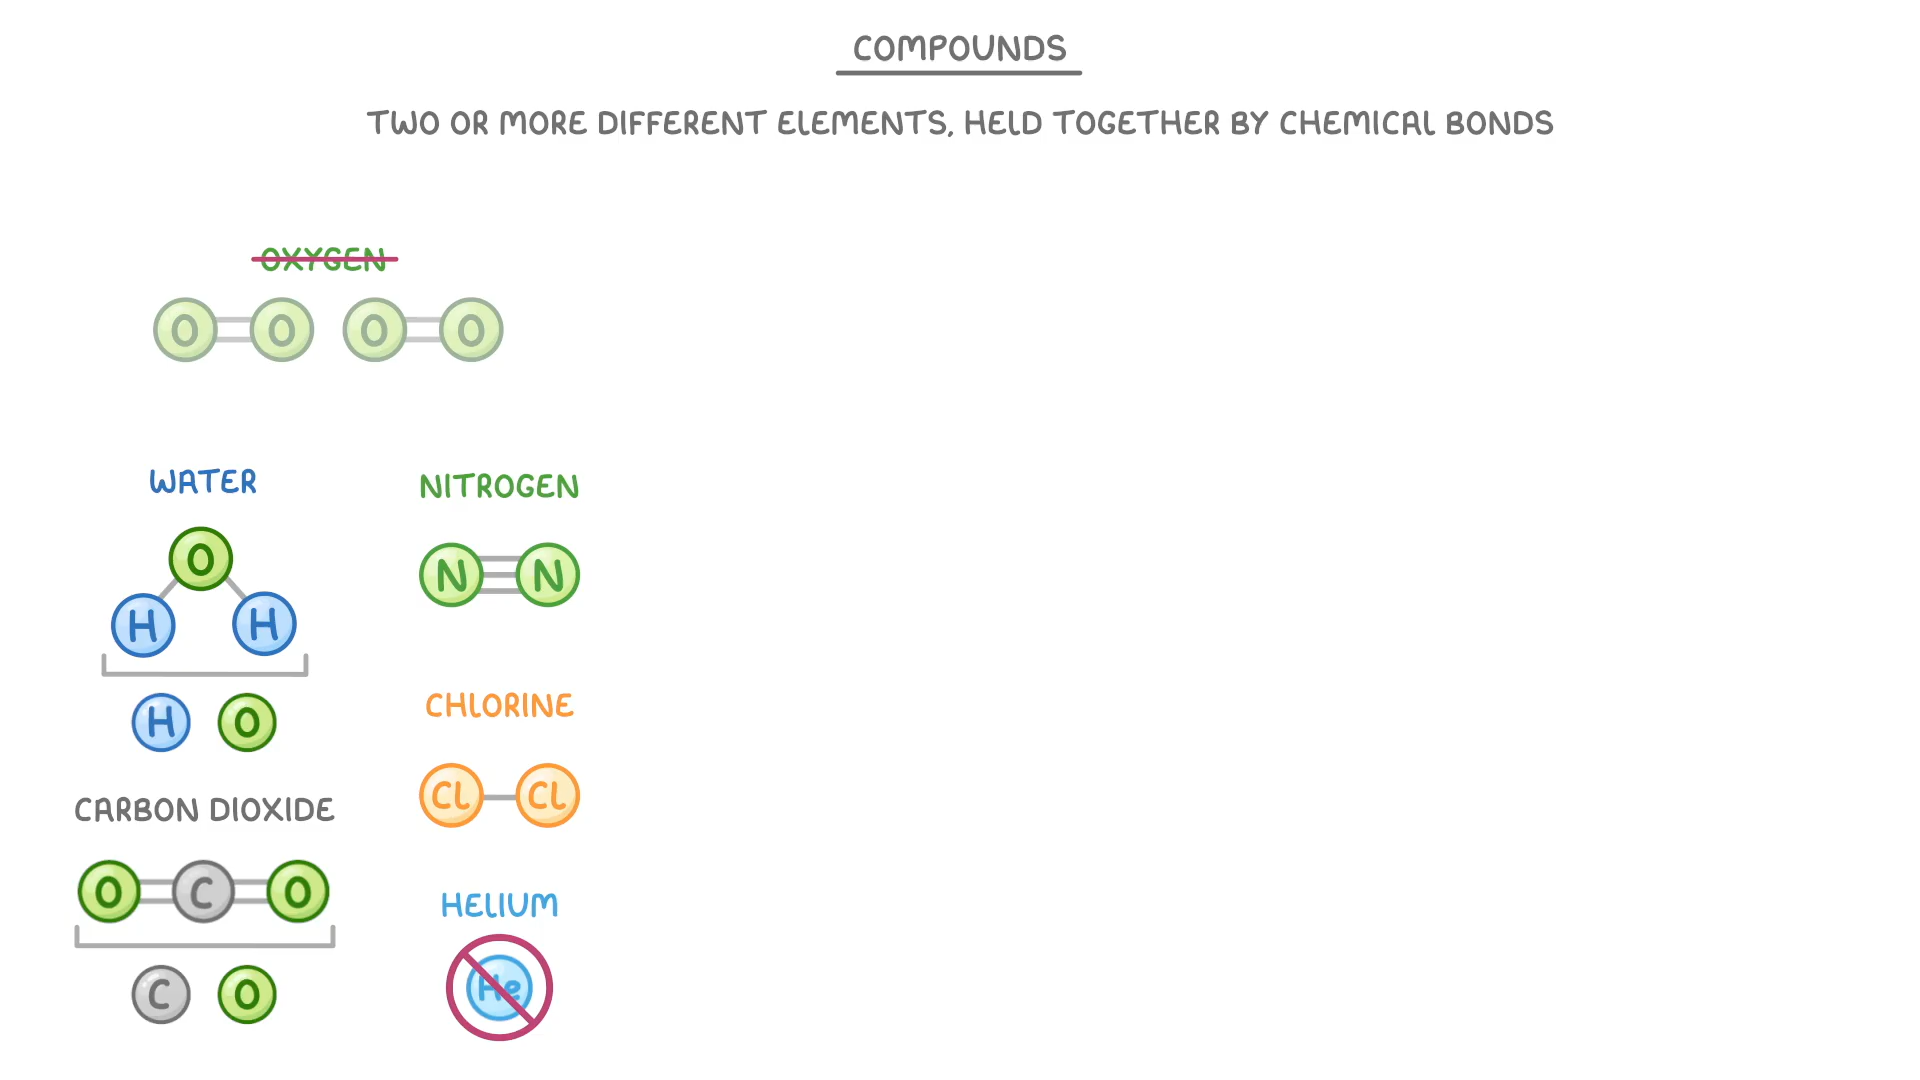 COMPOUNDS
TWO OR MORE DIFFERENT ELEMENTS, HELD TOGETHER BY CHEMICAL BONDS
OXYGEN
O O O O
WATER
O
H H
H O
CARBON DIOXIDE
O C O
C O
NITROGEN
N N
CHLORINE
Cl Cl
HELIUM
He